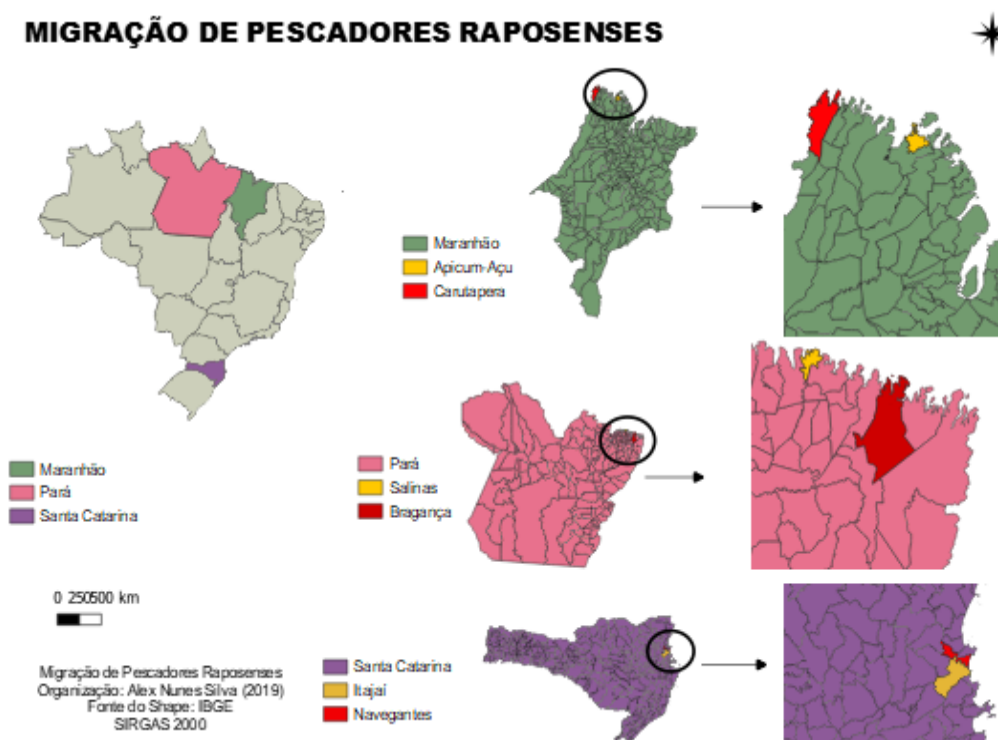 MIGRAÇÃO DE PESCADORES RAPOSENSES
Maranhão
Apicum-Açu
Carutapera
Maranhão
Pará
Santa Catarina
Pará
Salinas
Bragança
0 250500 km
Migração de Pescadores Raposenses
Organização: Alex Nunes Silva (2019)
Fonte do Shape: IBGE
SIRGAS 2000
Santa Catarina
Itajaí
Navegantes